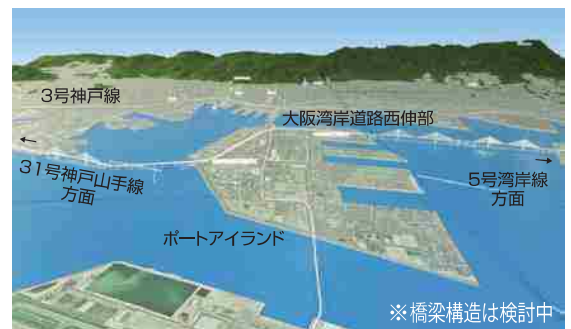 3号神戸線
大阪湾岸道路西伸部
31号神戸山手線
方面
5号湾岸線
方面
ポートアイランド
※橋梁構造は検討中